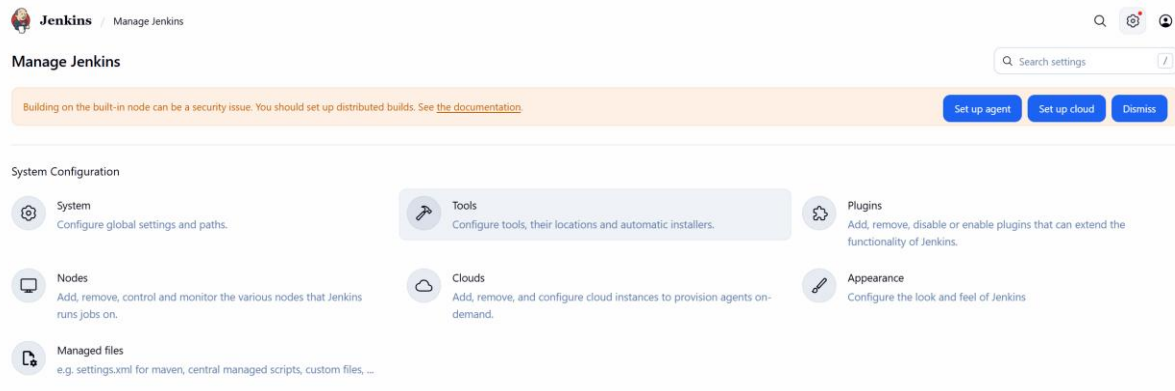 Jenkins / Manage Jenkins
Manage Jenkins
Search settings /
Building on the built-in node can be a security issue. You should set up distributed builds. See the documentation.
Set up agent Set up cloud Dismiss
System Configuration
System
Configure global settings and paths.
Tools
Configure tools, their locations and automatic installers.
Plugins
Add, remove, disable or enable plugins that can extend the
functionality of Jenkins.
Nodes
Add, remove, control and monitor the various nodes that Jenkins
runs jobs on.
Clouds
Add, remove, and configure cloud instances to provision agents on-
demand.
Appearance
Configure the look and feel of Jenkins
Managed files
e.g. settings.xml for maven, central managed scripts, custom files, ...